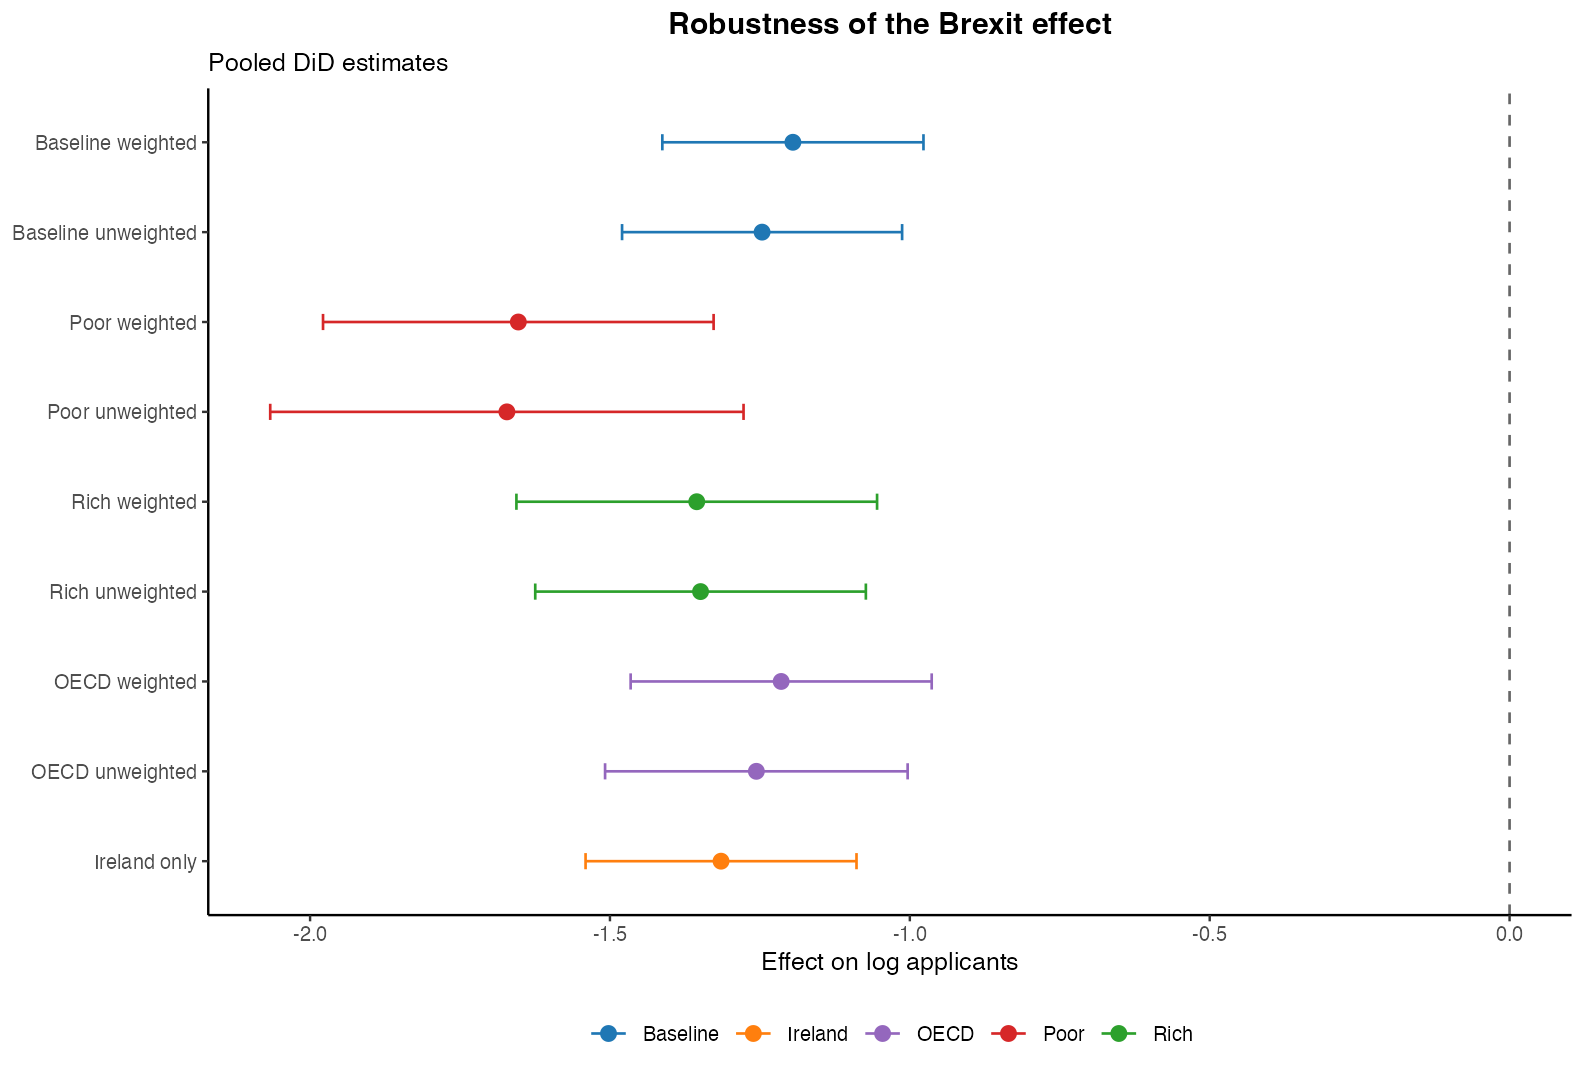 Robustness of the Brexit effect
Pooled DiD estimates
Baseline weighted
Baseline unweighted
Poor weighted
Poor unweighted
Rich weighted
Rich unweighted
OECD weighted
OECD unweighted
Ireland only
-2.0 -1.5 -1.0 -0.5 0.0
Effect on log applicants
Baseline Ireland OECD Poor Rich